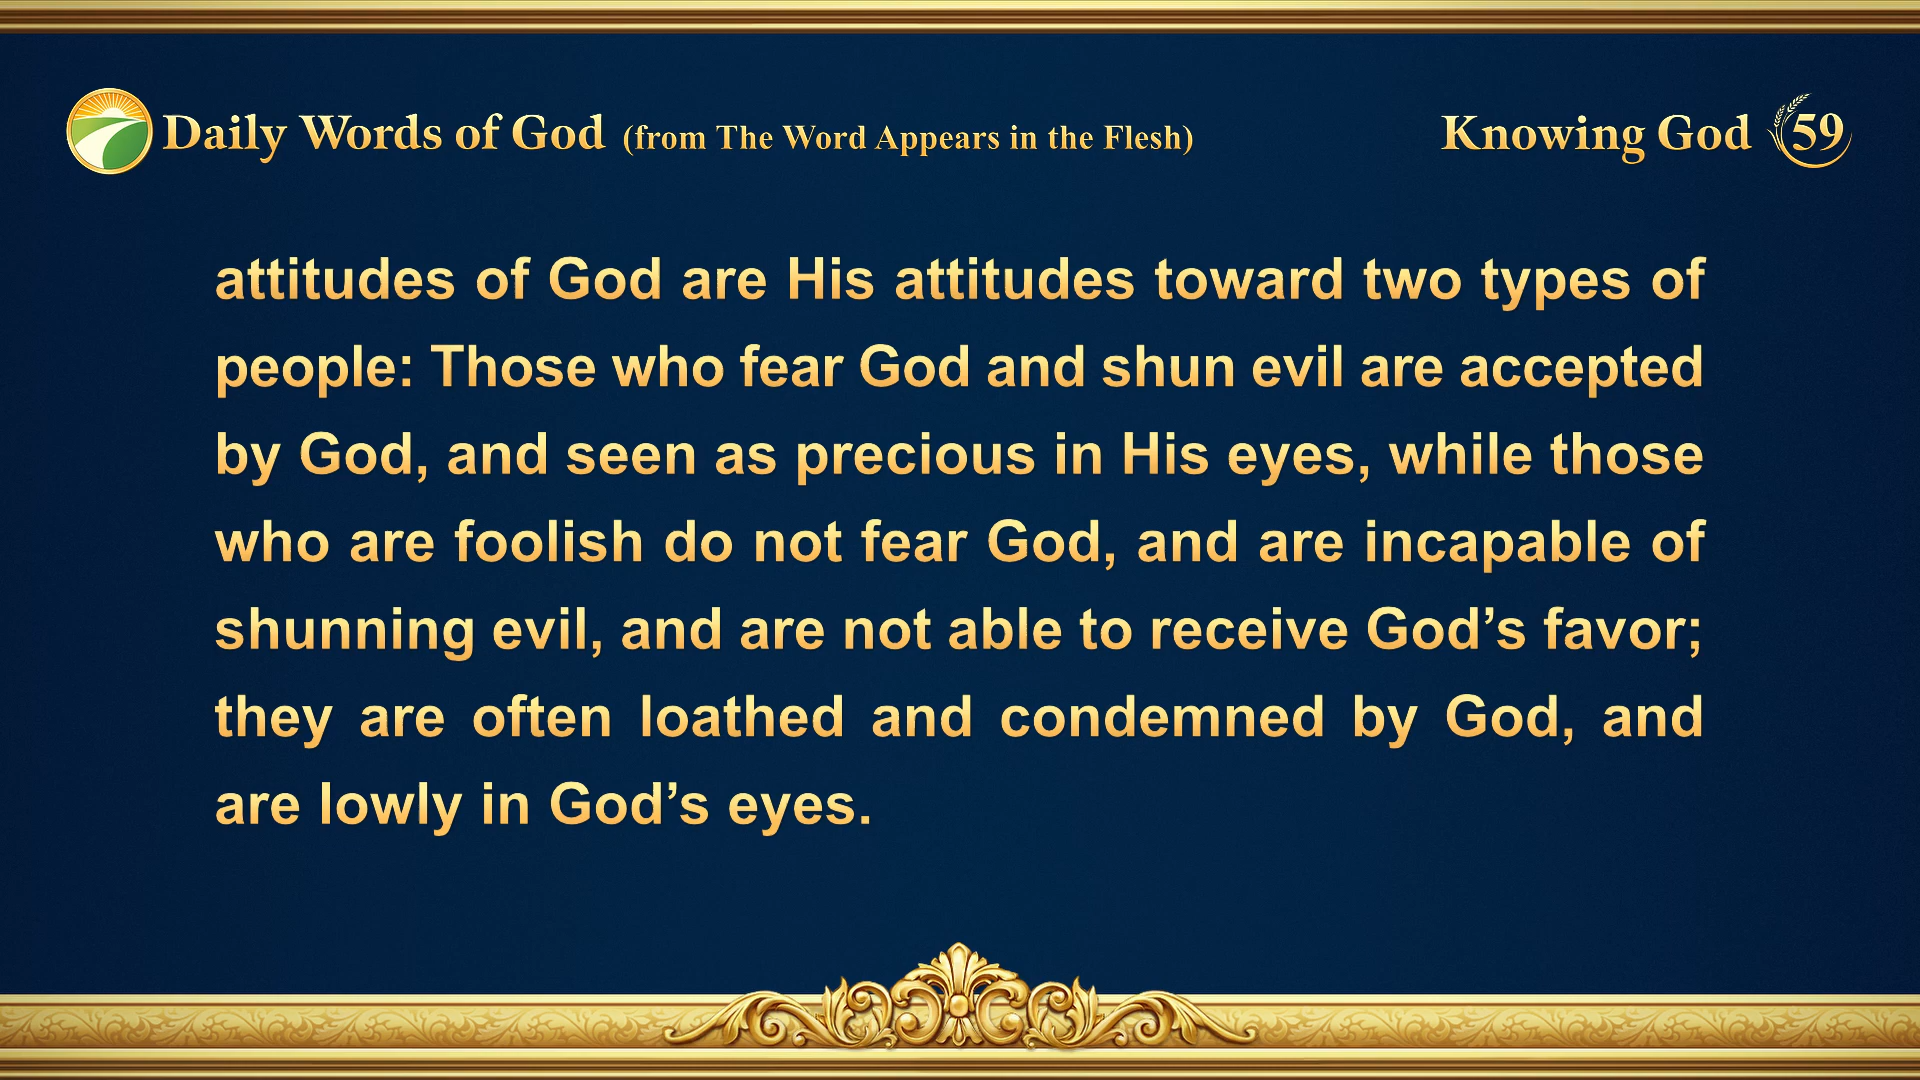 Daily Words of God (from The Word Appears in the Flesh)
Knowing God 59
attitudes of God are His attitudes toward two types of
people: Those who fear God and shun evil are accepted
by God, and seen as precious in His eyes, while those
who are foolish do not fear God, and are incapable of
shunning evil, and are not able to receive God’s favor;
they are often loathed and condemned by God, and
are lowly in God’s eyes.